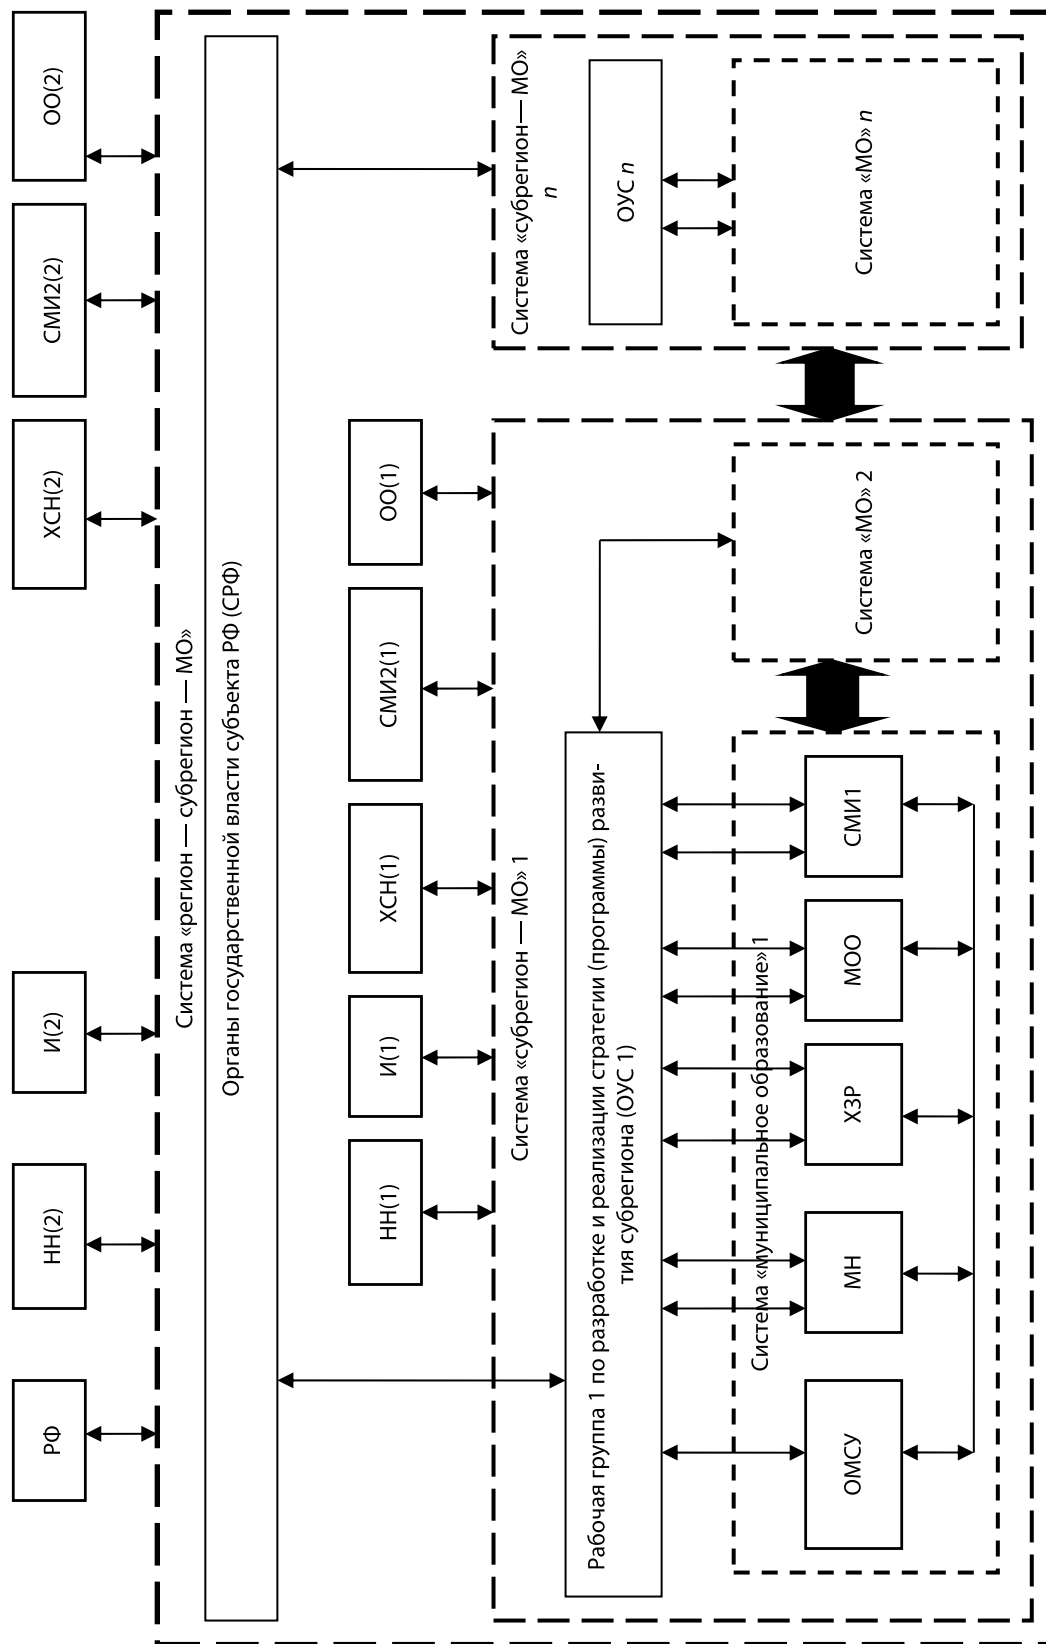 РФ
НН(2)
И(2)
ХСН(2)
СМИ2(2)
ОО(2)
Система «регион — субрегион — МО»
Органы государственной власти субъекта РФ (СРФ)
НН(1)
И(1)
ХСН(1)
СМИ2(1)
ОО(1)
Система «субрегион — МО» 1
Рабочая группа 1 по разработке и реализации стратегии (программы) разви-
тия субрегиона (ОУС 1)
Система «муниципальное образование» 1
ОМСУ
МН
ХЗР
МОО
СМИ1
Система «МО» 2
Система «субрегион— МО»
n
ОУС n
Система «МО» n